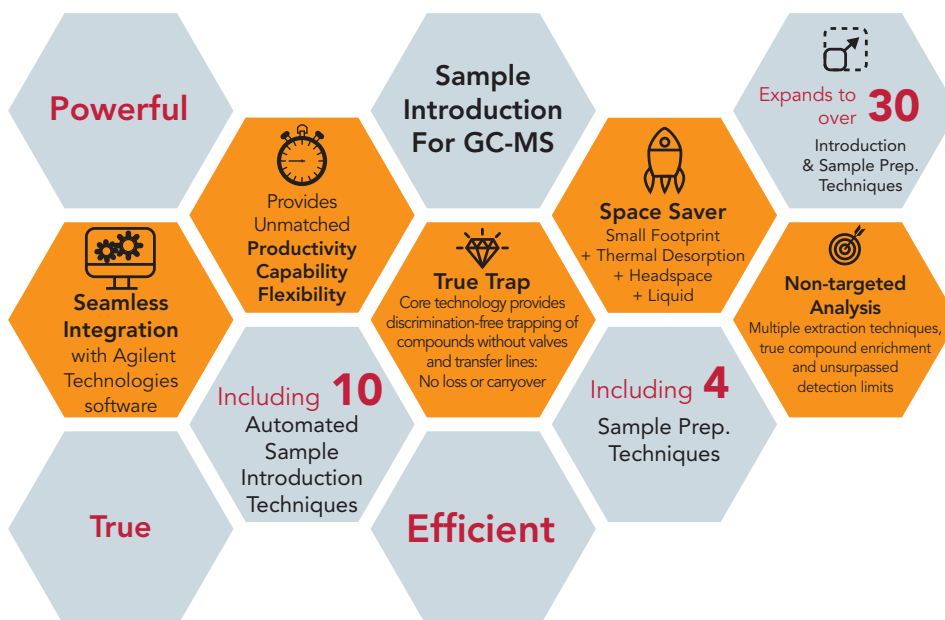 Powerful
Sample
Introduction
For GC-MS
Expands to
over 30
Introduction
& Sample Prep.
Techniques
Provides
Unmatched
Productivity
Capability
Flexibility
Space Saver
Small Footprint
+ Thermal Desorption
+ Headspace
+ Liquid
Seamless
Integration
with Agilent
Technologies
software
True Trap
Core technology provides
discrimination-free trapping of
compounds without valves
and transfer lines:
No loss or carryover
Non-targeted
Analysis
Multiple extraction techniques,
true compound enrichment
and unsurpassed
detection limits
Including 10
Automated
Sample
Introduction
Techniques
Including 4
Sample Prep.
Techniques
True
Efficient